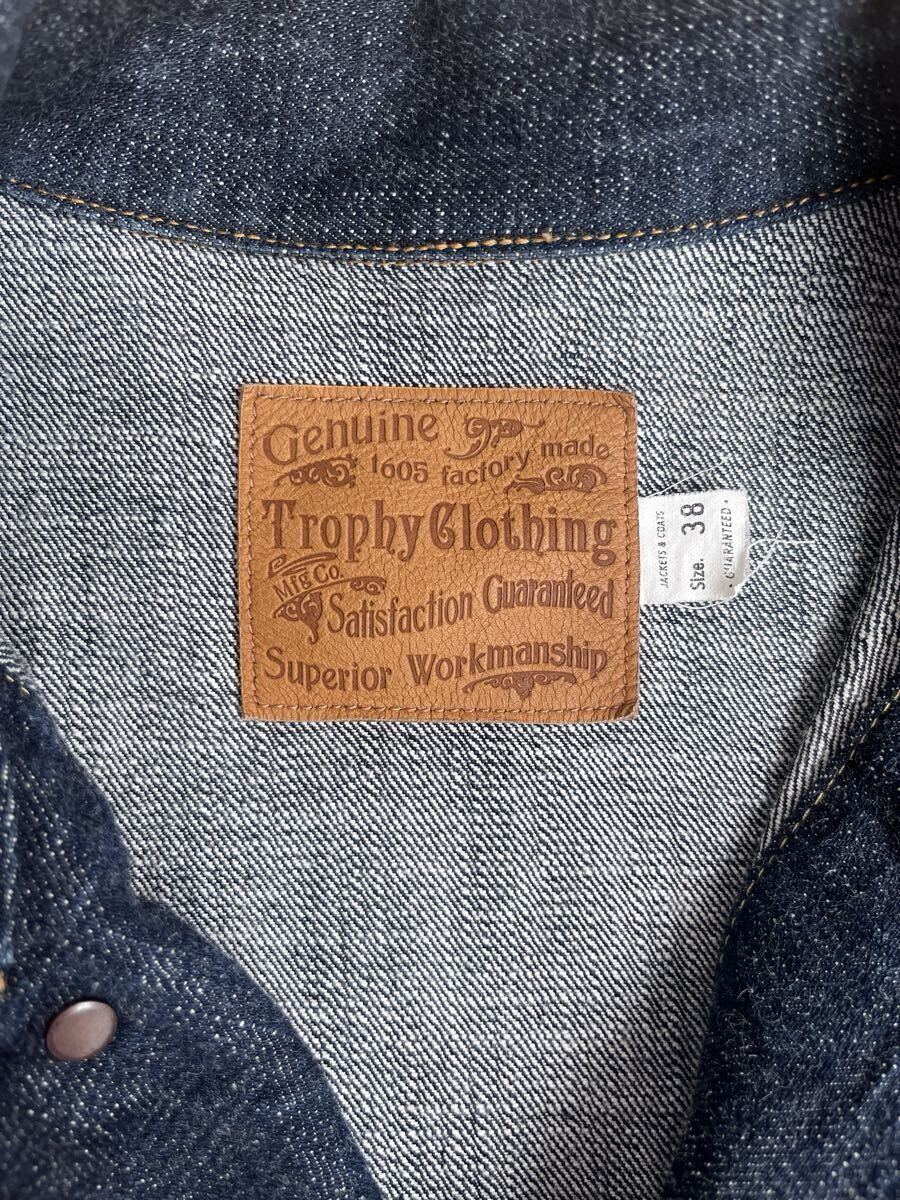 Genuine
1605 factory made
Trophy Clothing
Mfg Co.
Satisfaction Guaranteed
Superior Workmanship
JACKETS & COATS
Size. 38
• GUARANTEED •